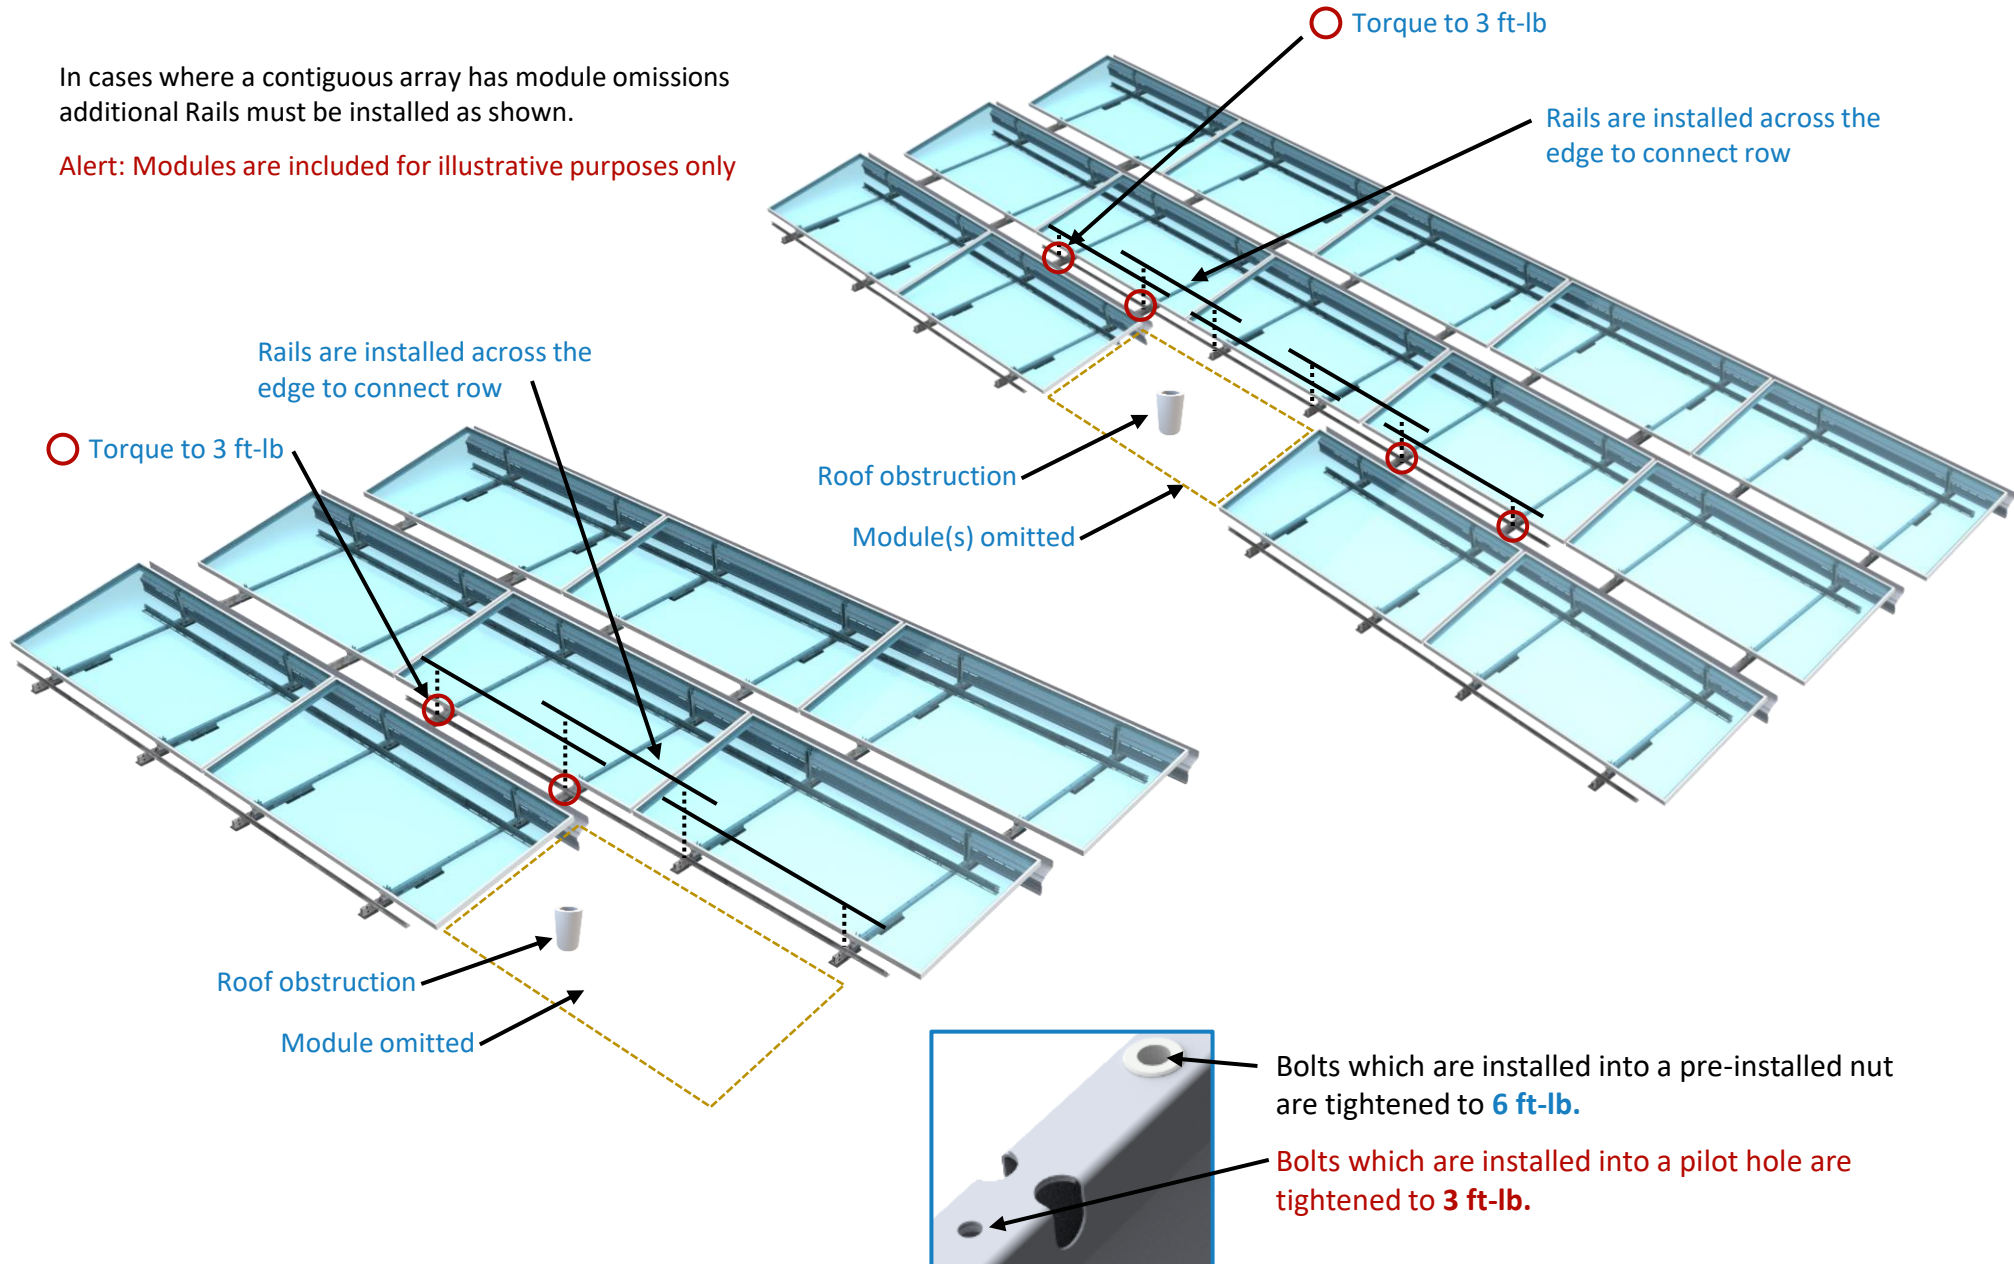 In cases where a contiguous array has module omissions
additional Rails must be installed as shown.
Alert: Modules are included for illustrative purposes only
Torque to 3 ft-lb
Rails are installed across the
edge to connect row
Roof obstruction
Module(s) omitted
Rails are installed across the
edge to connect row
Torque to 3 ft-lb
Roof obstruction
Module omitted
Bolts which are installed into a pre-installed nut
are tightened to 6 ft-lb.
Bolts which are installed into a pilot hole are
tightened to 3 ft-lb.